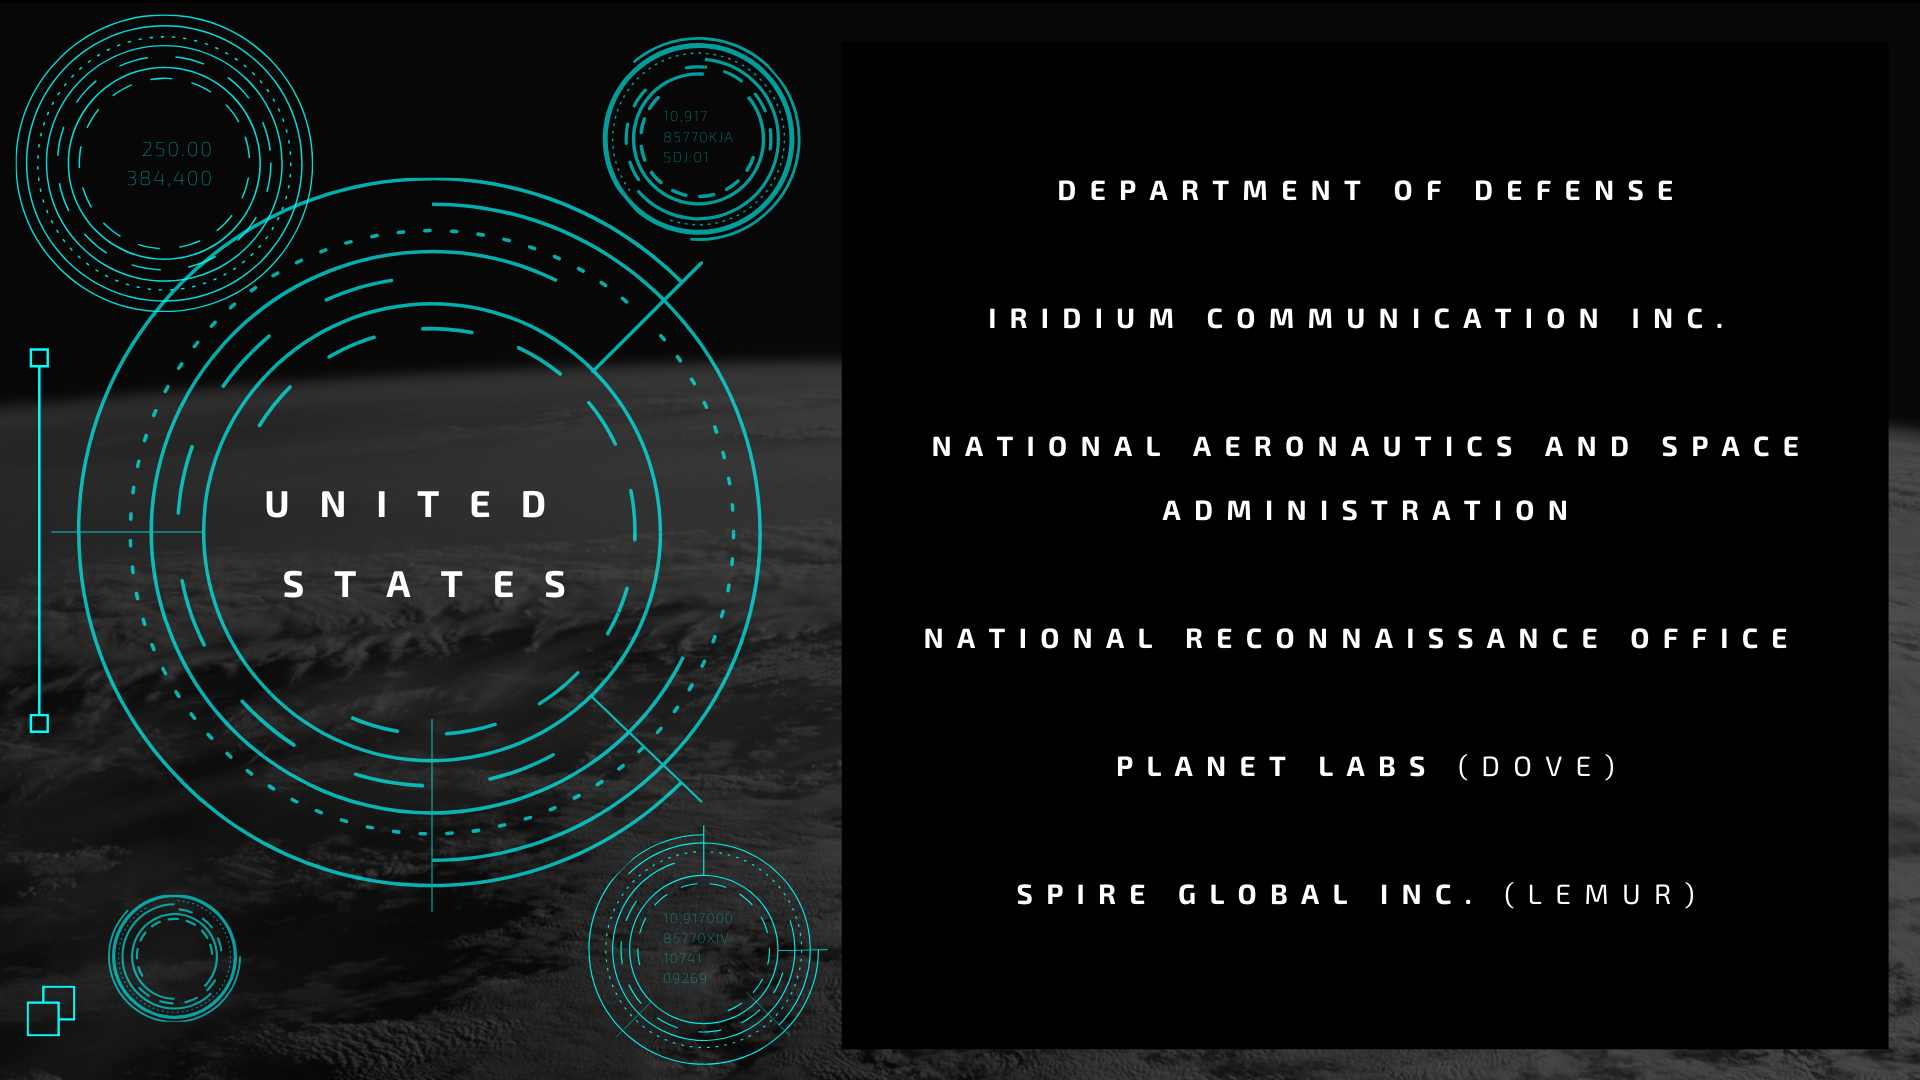 250.00
384,400
10,917
85770KJA
SDJ:01
UNITED
STATES
10,917000
85770XIV
10741
09269
DEPARTMENT OF DEFENSE
IRIDIUM COMMUNICATION INC.
NATIONAL AERONAUTICS AND SPACE
ADMINISTRATION
NATIONAL RECONNAISSANCE OFFICE
PLANET LABS (DOVE)
SPIRE GLOBAL INC. (LEMUR)